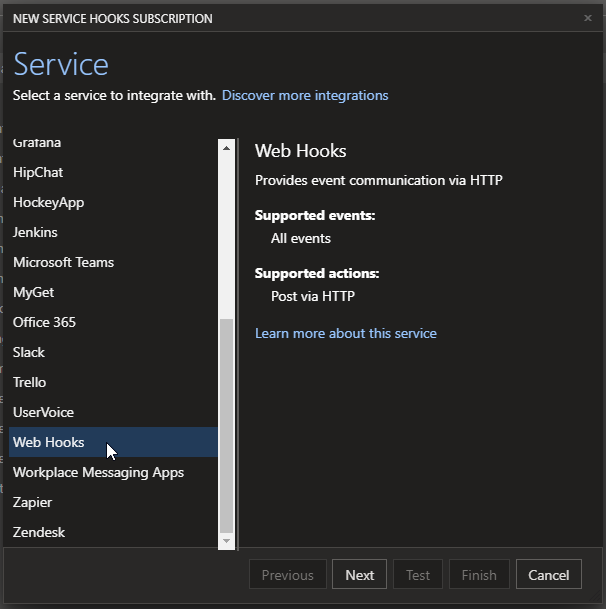 NEW SERVICE HOOKS SUBSCRIPTION
Service
Select a service to integrate with. Discover more integrations
Grafana
HipChat
HockeyApp
Jenkins
Microsoft Teams
MyGet
Office 365
Slack
Trello
UserVoice
Web Hooks
Workplace Messaging Apps
Zapier
Zendesk
Web Hooks
Provides event communication via HTTP
Supported events:
All events
Supported actions:
Post via HTTP
Learn more about this service
Previous Next Test Finish Cancel